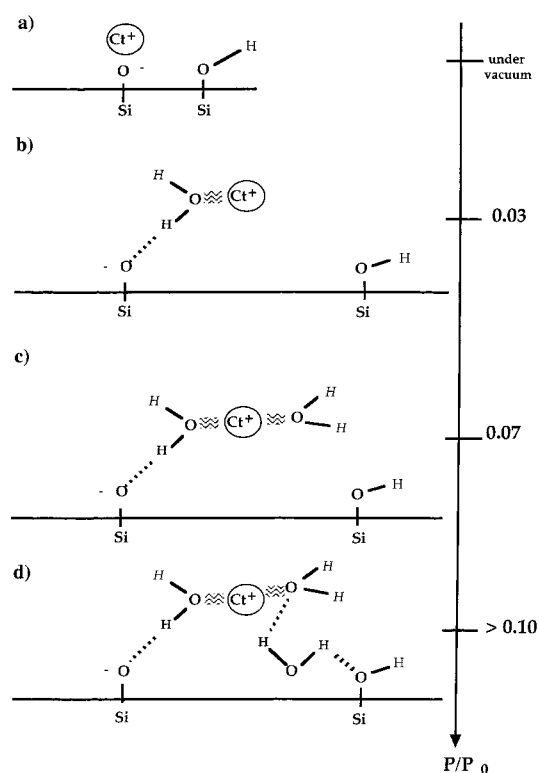 a)
Ct+
H
O -
O
Si
Si
under
vacuum
b)
H
O
Ct+
H
0.03
- O
O
H
Si
Si
c)
H
H
O
Ct+
O
H
H
0.07
- O
O
H
Si
Si
d)
H
H
O
Ct+
O
H
H
H
H
> 0.10
- O
O
O
H
Si
Si
P/P 0